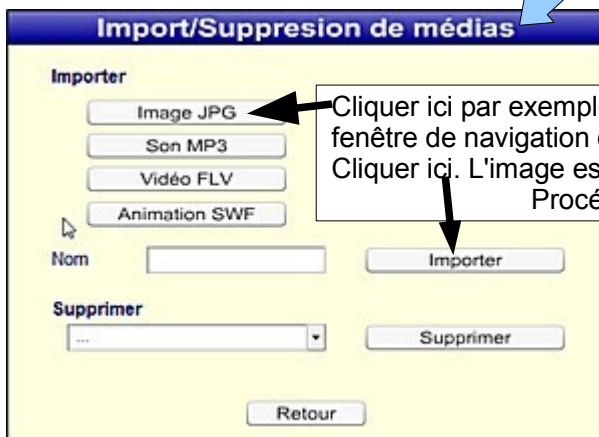 Import/Suppresion de médias
Importer
Image JPG
Cliquer ici par exempl
Son MP3
fenêtre de navigation
Vidéo FLV
Cliquer ici. L'image es
Procé
Animation SWF
Nom
Importer
Supprimer
...
Supprimer
Retour